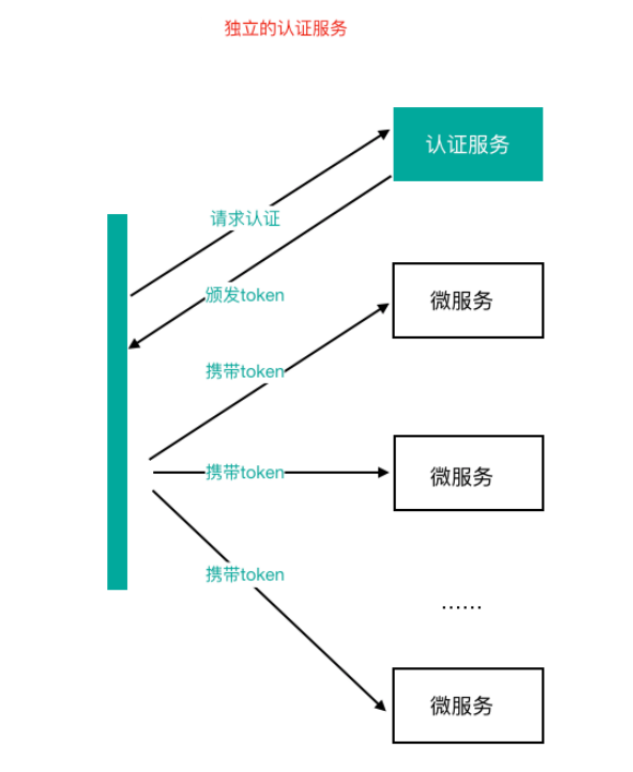 独立的认证服务
认证服务
请求认证
颁发token
微服务
携带token
微服务
携带token
携带token
……
微服务